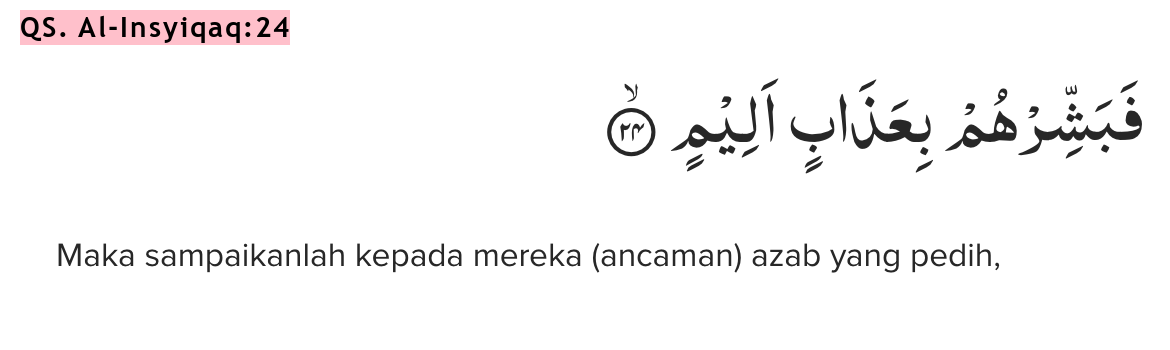 QS. Al-Insyiqaq:24
فَبَشِّرْهُمْ بِعَذَابٍ اَلِيْمٍۙ ۝٢٤
Maka sampaikanlah kepada mereka (ancaman) azab yang pedih,